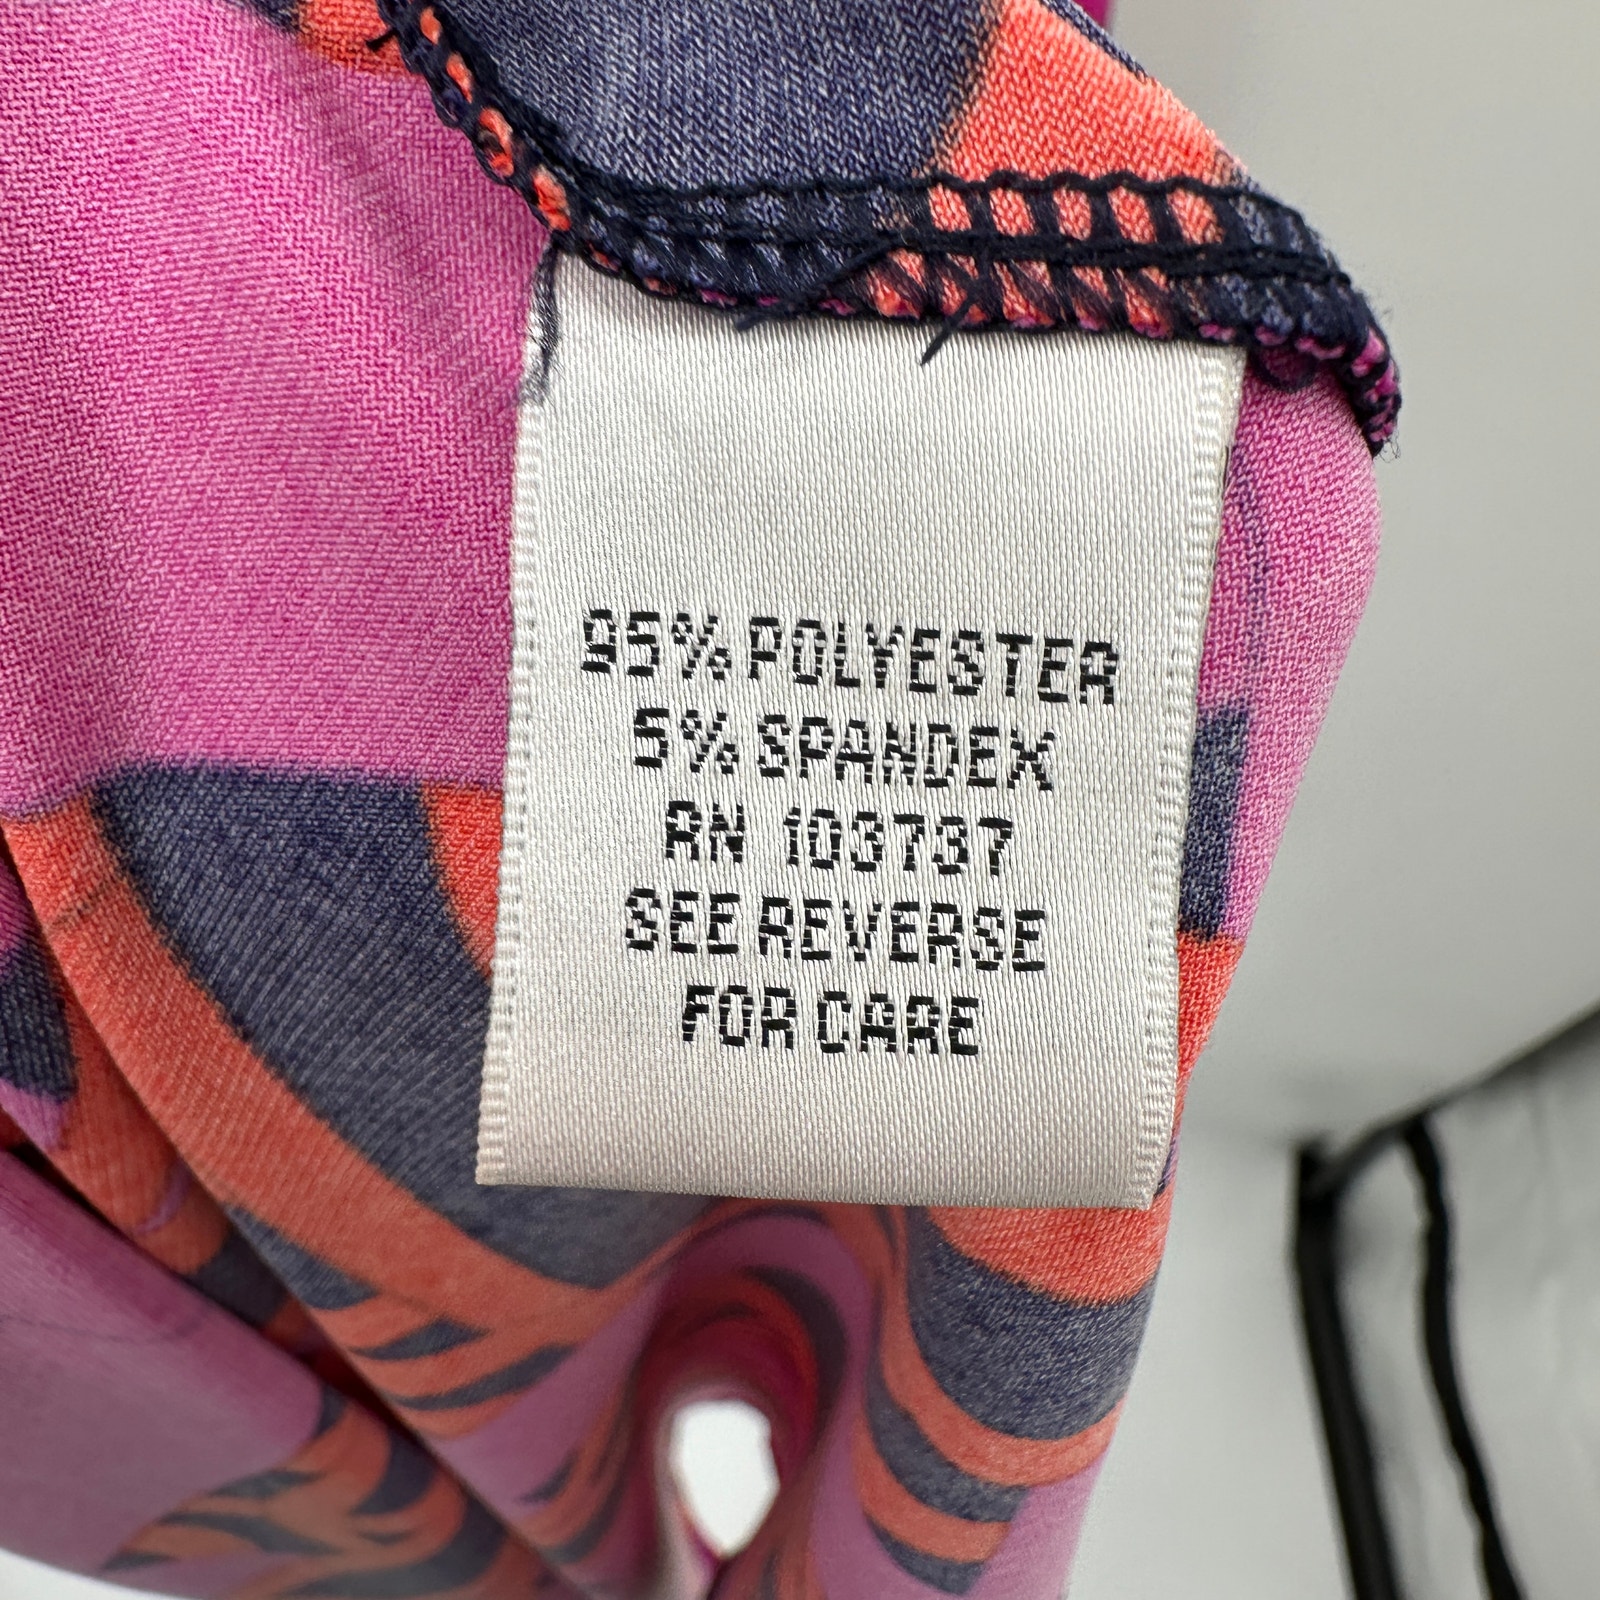 95% POLYESTER
5% SPANDEX
RN 103737
SEE REVERSE
FOR CARE